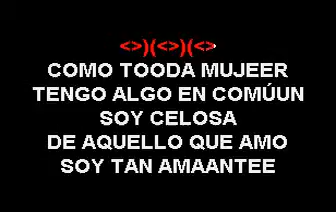 <>)(<>)(<>
COMO TOODA MUJEER
TENGO ALGO EN COMÚUN
SOY CELOSA
DE AQUELLO QUE AMO
SOY TAN AMAANTEE